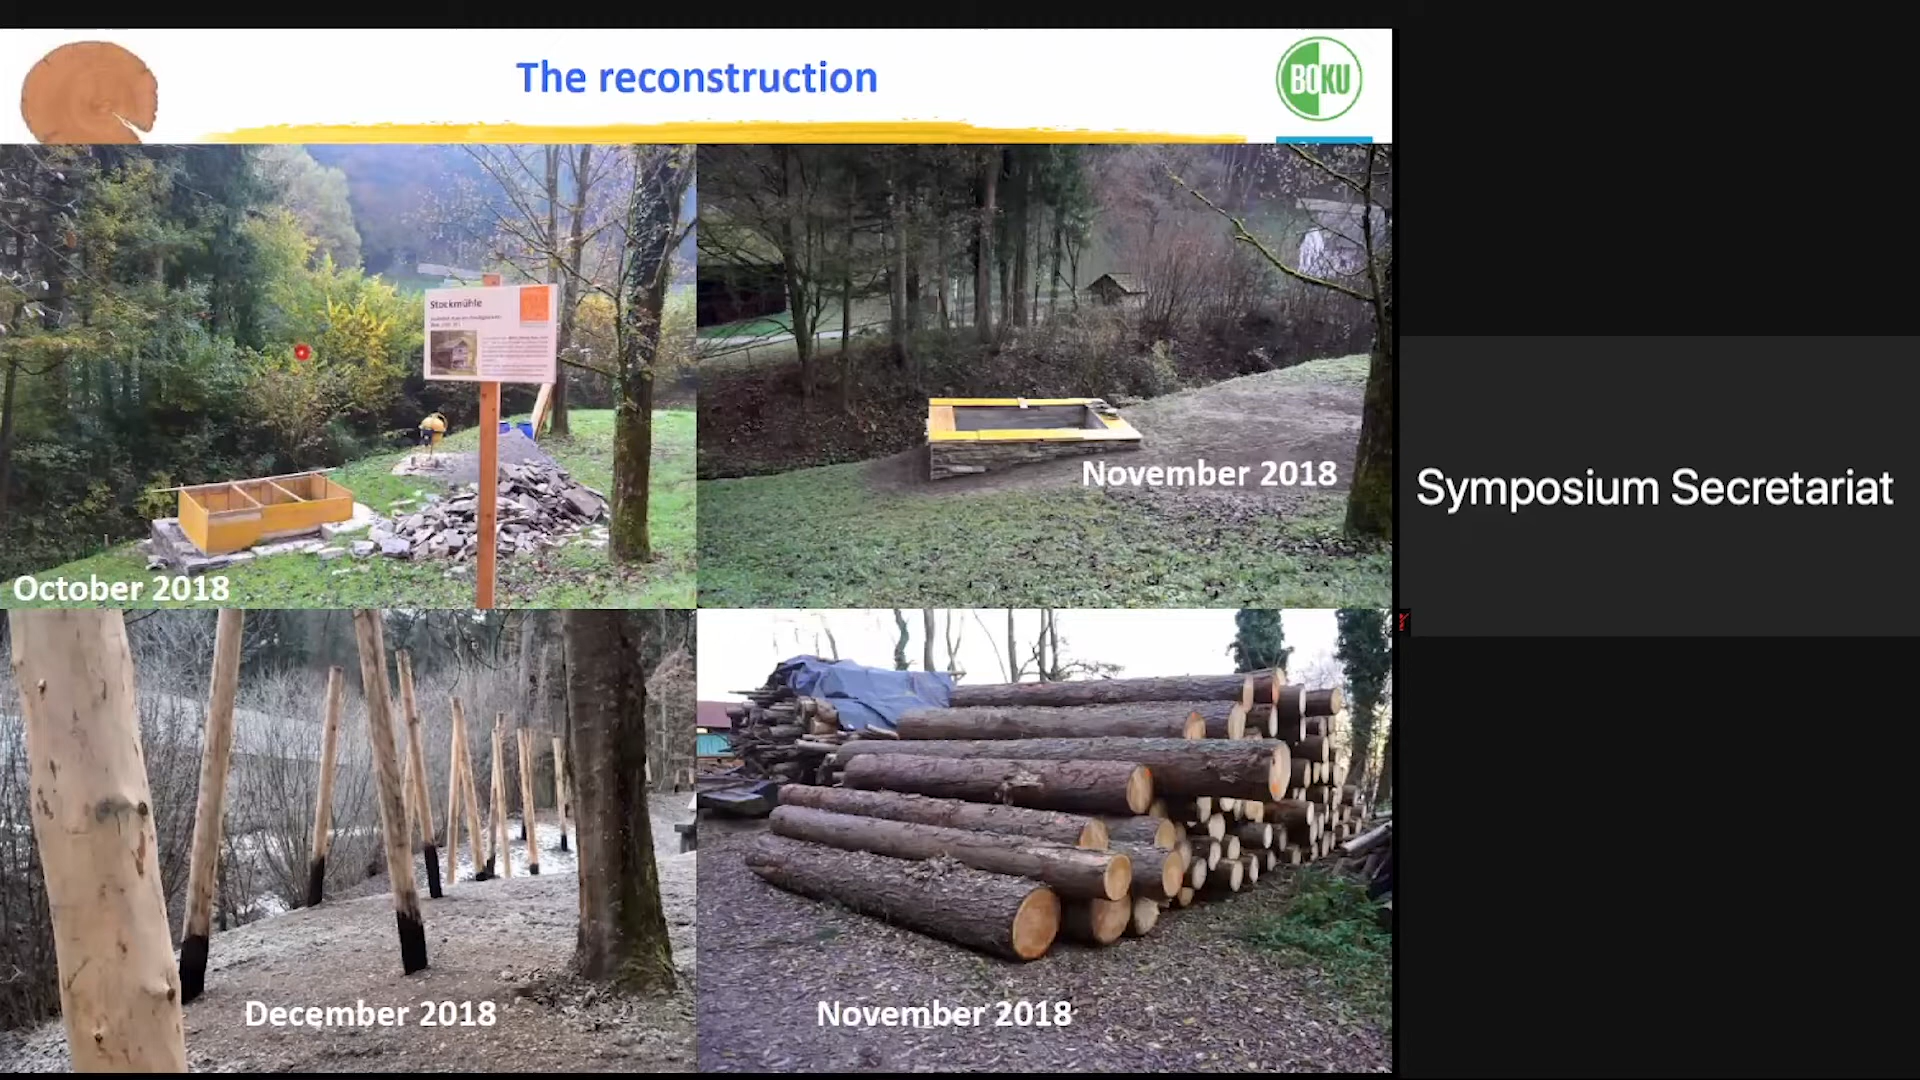 The reconstruction
BOKU
Stockmühle
October 2018
November 2018
December 2018
November 2018
Symposium Secretariat